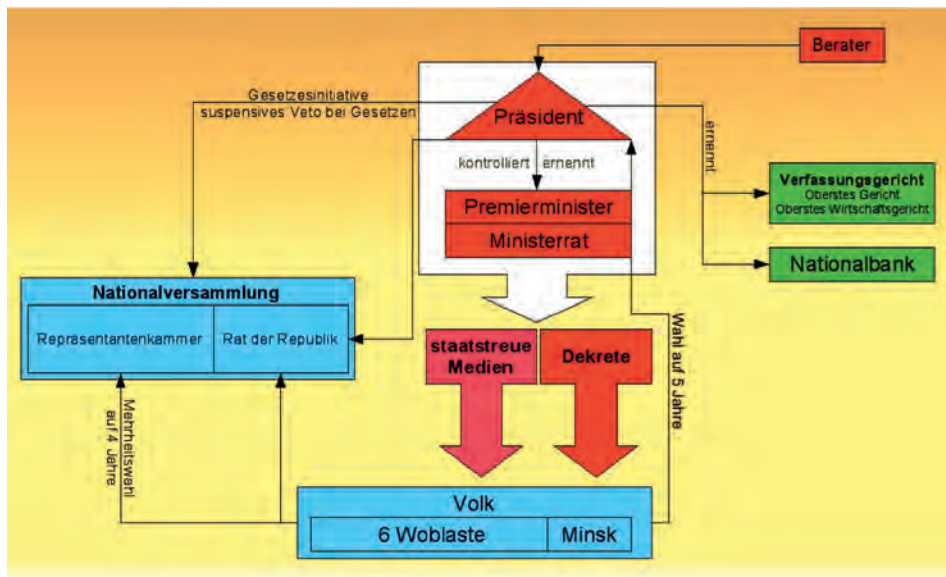 Berater
Gesetzesinitiative
suspensives Veto bei Gesetzen
Präsident
ernennt
kontrolliert ernennt
Verfassungsgericht
Oberstes Gericht
Oberstes Wirtschaftsgericht
Premierminister
Ministerrat
Nationalbank
Nationalversammlung
Repräsentantenkammer
Rat der Republik
staatstreue
Medien
Dekrete
Wahl auf 5 Jahre
Mehrheitswahl
auf 4 Jahre
Volk
6 Woblaste
Minsk